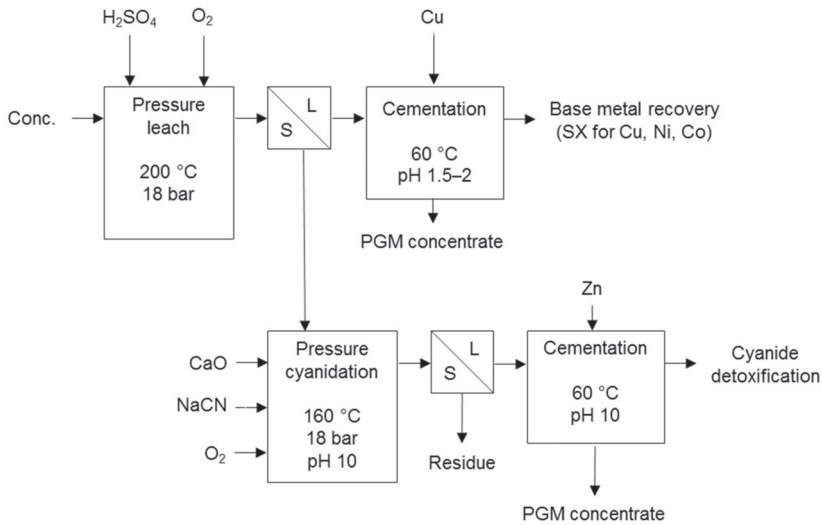 H₂SO₄
O₂
Cu
Conc.
Pressure
leach
200 °C
18 bar
L
S
Cementation
60 °C
pH 1.5–2
Base metal recovery
(SX for Cu, Ni, Co)
PGM concentrate
Zn
CaO
NaCN
O₂
Pressure
cyanidation
160 °C
18 bar
pH 10
L
S
Residue
Cementation
60 °C
pH 10
Cyanide
detoxification
PGM concentrate